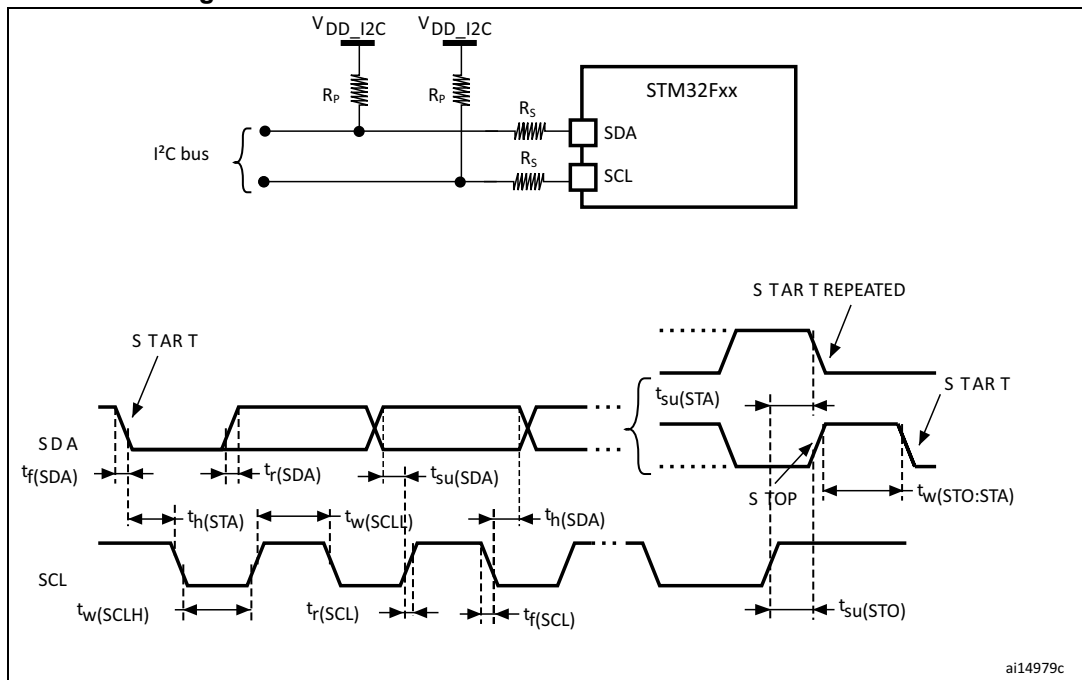 V DD_I2C V DD_I2C
STM32Fxx
RP RP
RS
SDA
I²C bus
RS
SCL
S TAR T REPEATED
S TAR T
S TAR T
tsu(STA)
SDA
tf(SDA) tr(SDA) tsu(SDA)
S TOP tw(STO:STA)
th(STA) tw(SCLL) th(SDA)
SCL
tw(SCLH) tr(SCL) tf(SCL) tsu(STO)
ai14979c